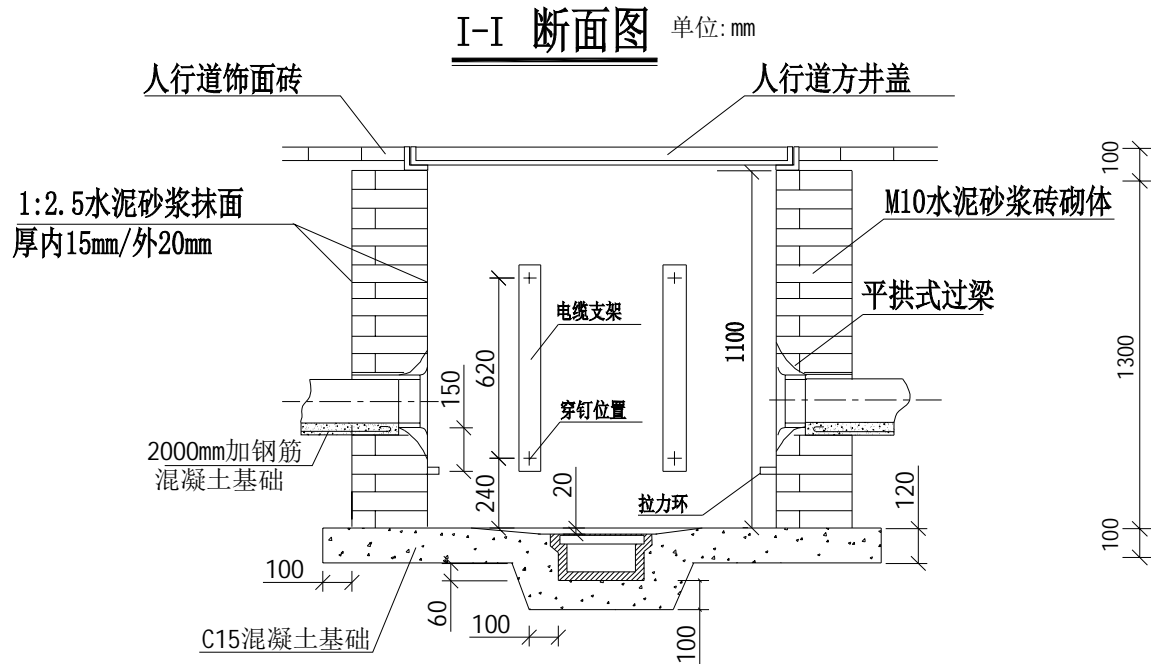 I-I 断面图 单位:mm
人行道饰面砖
人行道方井盖
100
1:2.5水泥砂浆抹面
厚内15mm/外20mm
M10水泥砂浆砖砌体
电缆支架
平拱式过梁
1100
620
150
1300
穿钉位置
2000mm加钢筋
混凝土基础
240
20
拉力环
120
100
100
60
100
100
C15混凝土基础